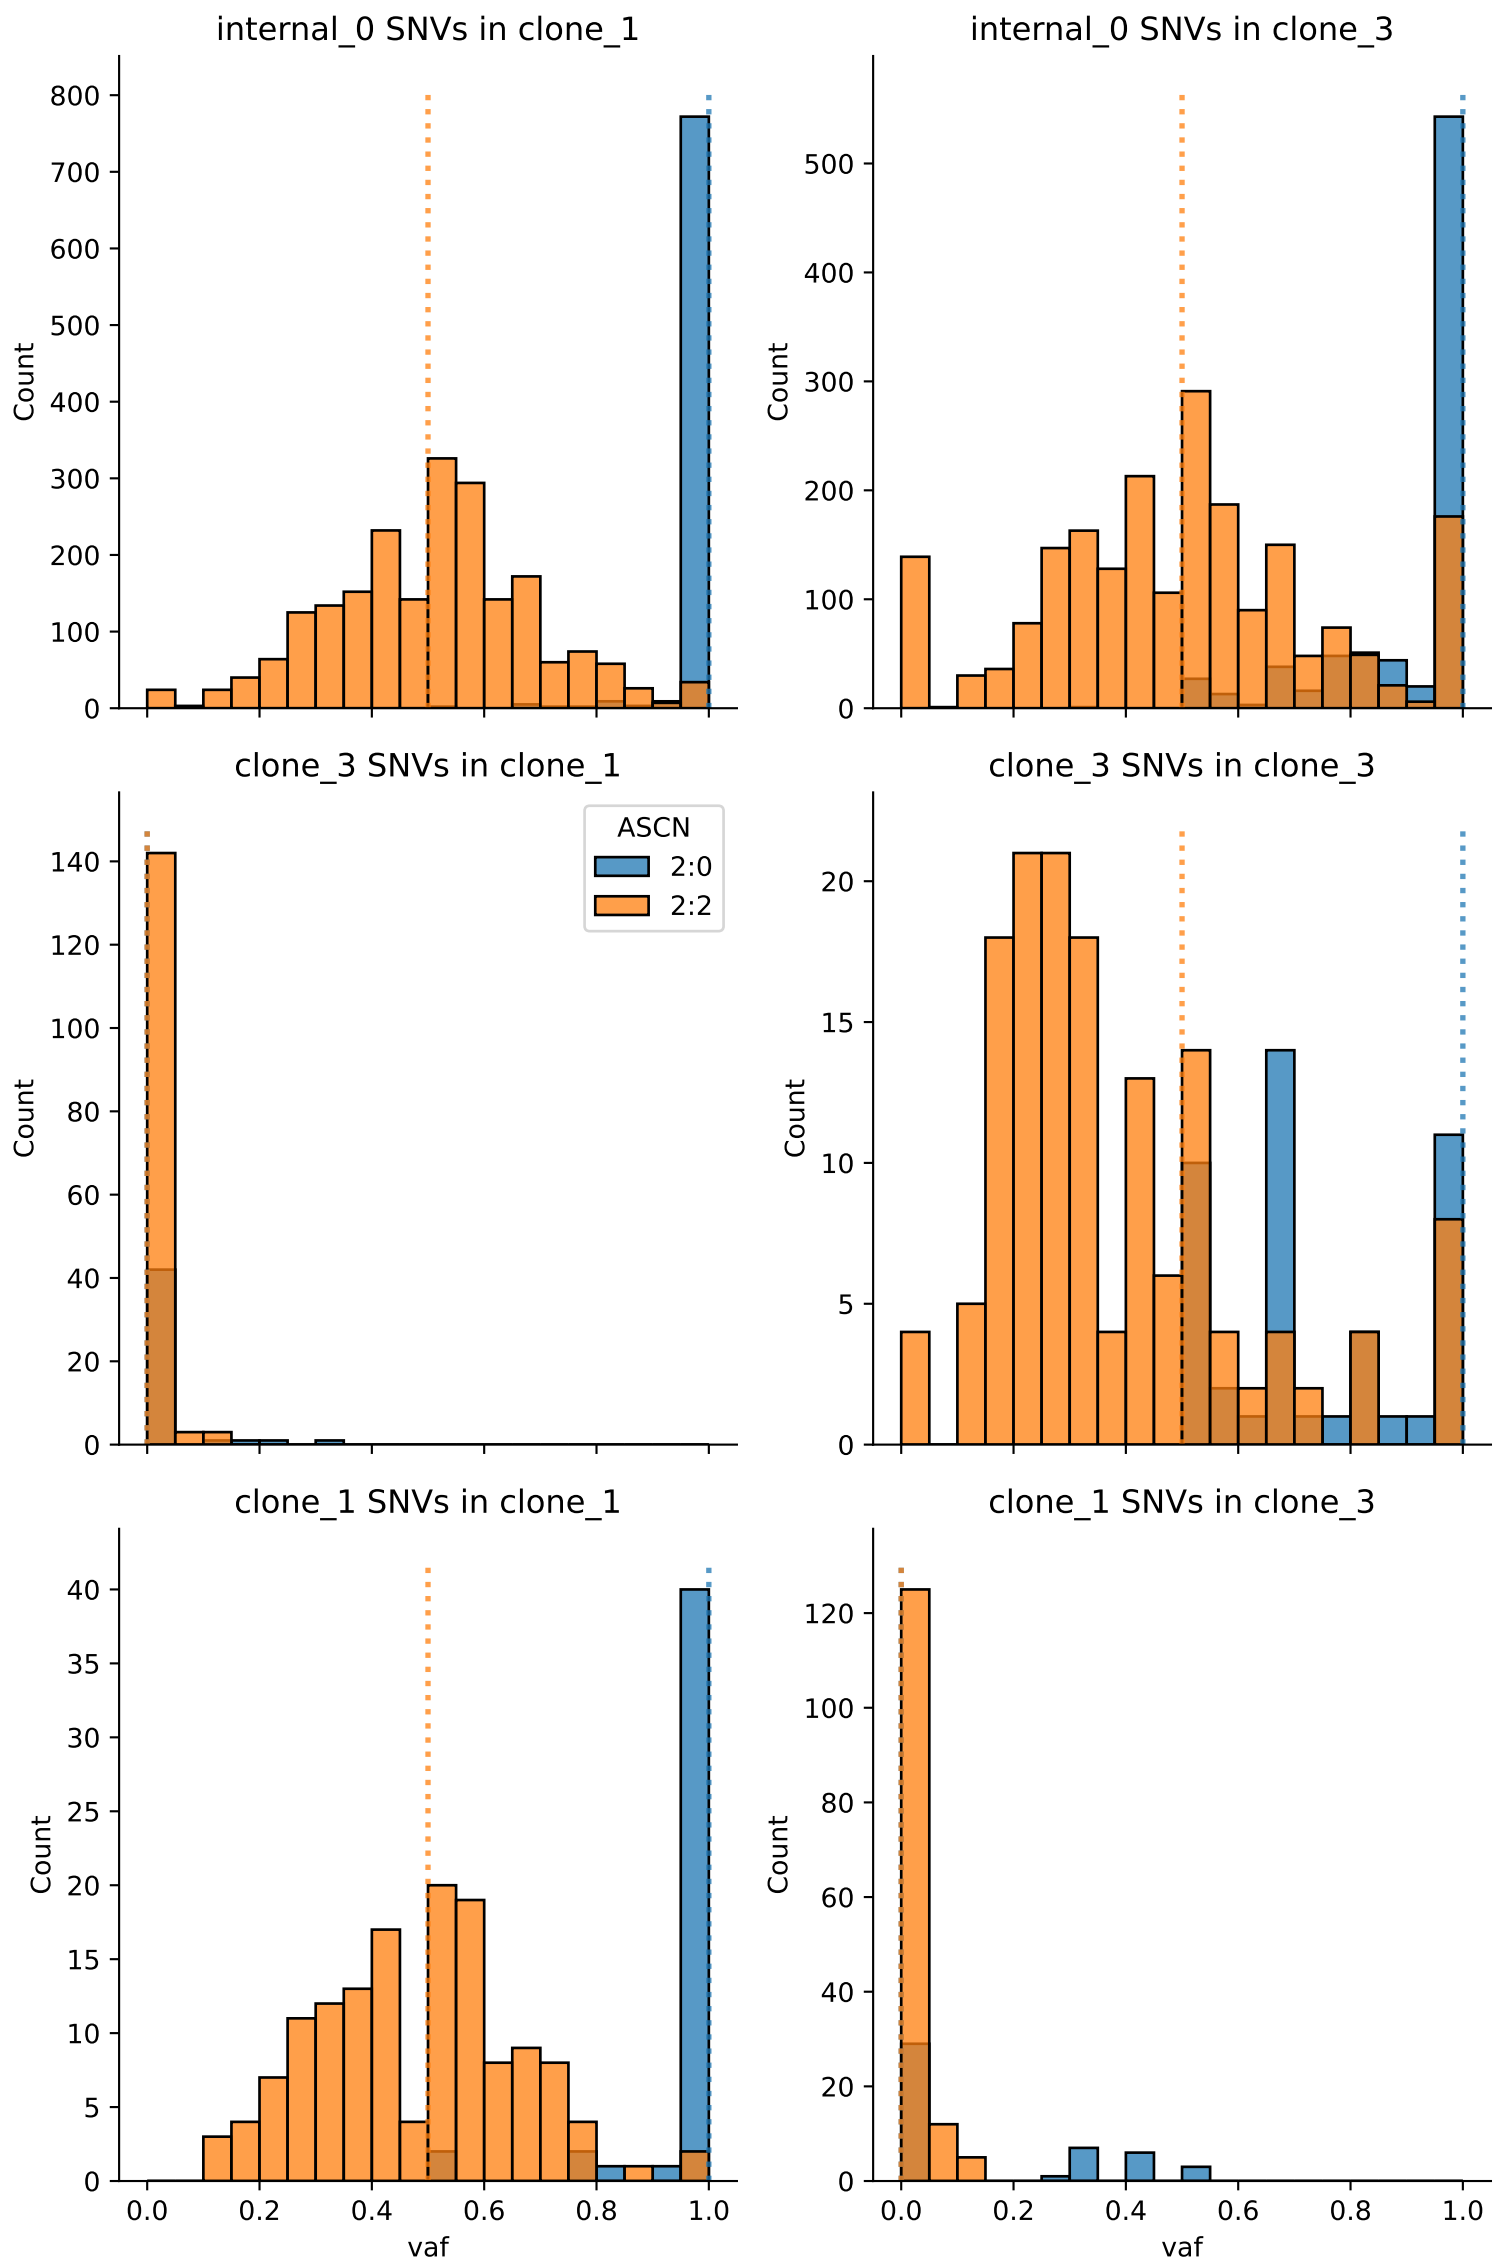 internal_0 SNVs in clone_1
800
700
600
500
400
300
200
100
0
Count
internal_0 SNVs in clone_3
500
400
300
200
100
0
Count
clone_3 SNVs in clone_1
140
120
100
80
60
40
20
0
Count
ASCN
2:0
2:2
clone_3 SNVs in clone_3
20
15
10
5
0
Count
clone_1 SNVs in clone_1
40
35
30
25
20
15
10
5
0
Count
0.0 0.2 0.4 0.6 0.8 1.0
vaf
clone_1 SNVs in clone_3
120
100
80
60
40
20
0
Count
0.0 0.2 0.4 0.6 0.8 1.0
vaf